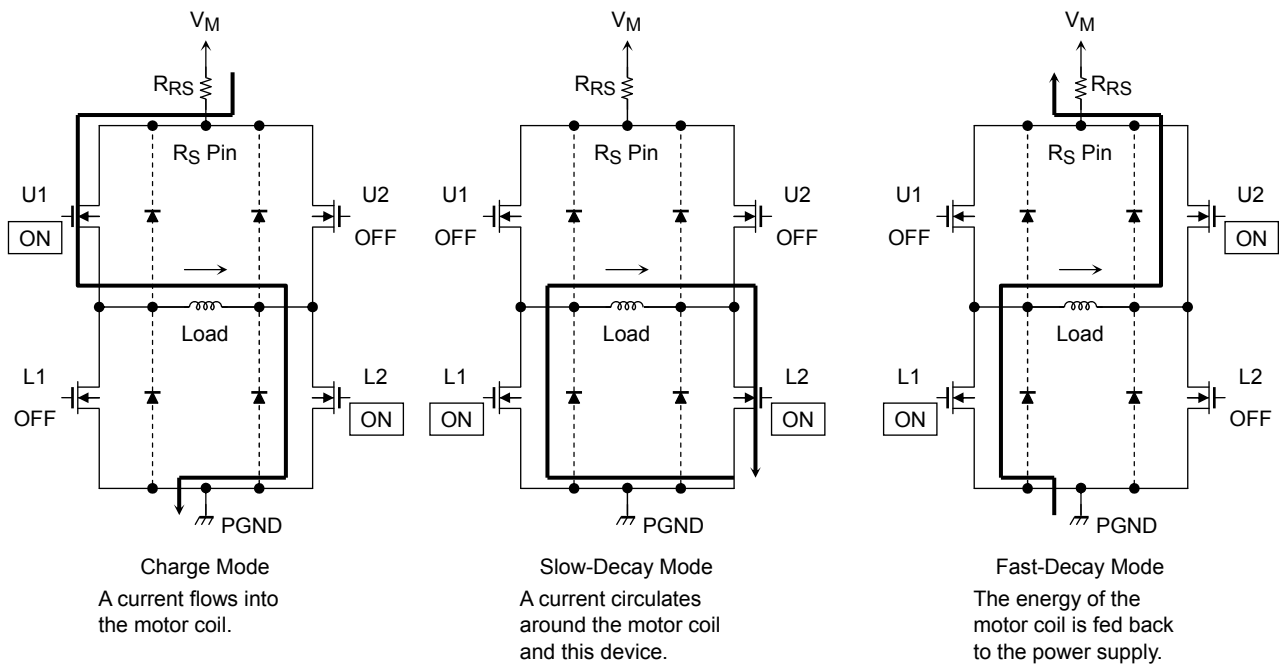 VM
RRS
RS Pin
U1
ON
U2
OFF
Load
L1
OFF
L2
ON
PGND
Charge Mode
A current flows into
the motor coil.
VM
RRS
RS Pin
U1
OFF
U2
OFF
Load
L1
ON
L2
ON
PGND
Slow-Decay Mode
A current circulates
around the motor coil
and this device.
VM
RRS
RS Pin
U1
OFF
U2
ON
Load
L1
ON
L2
OFF
PGND
Fast-Decay Mode
The energy of the
motor coil is fed back
to the power supply.